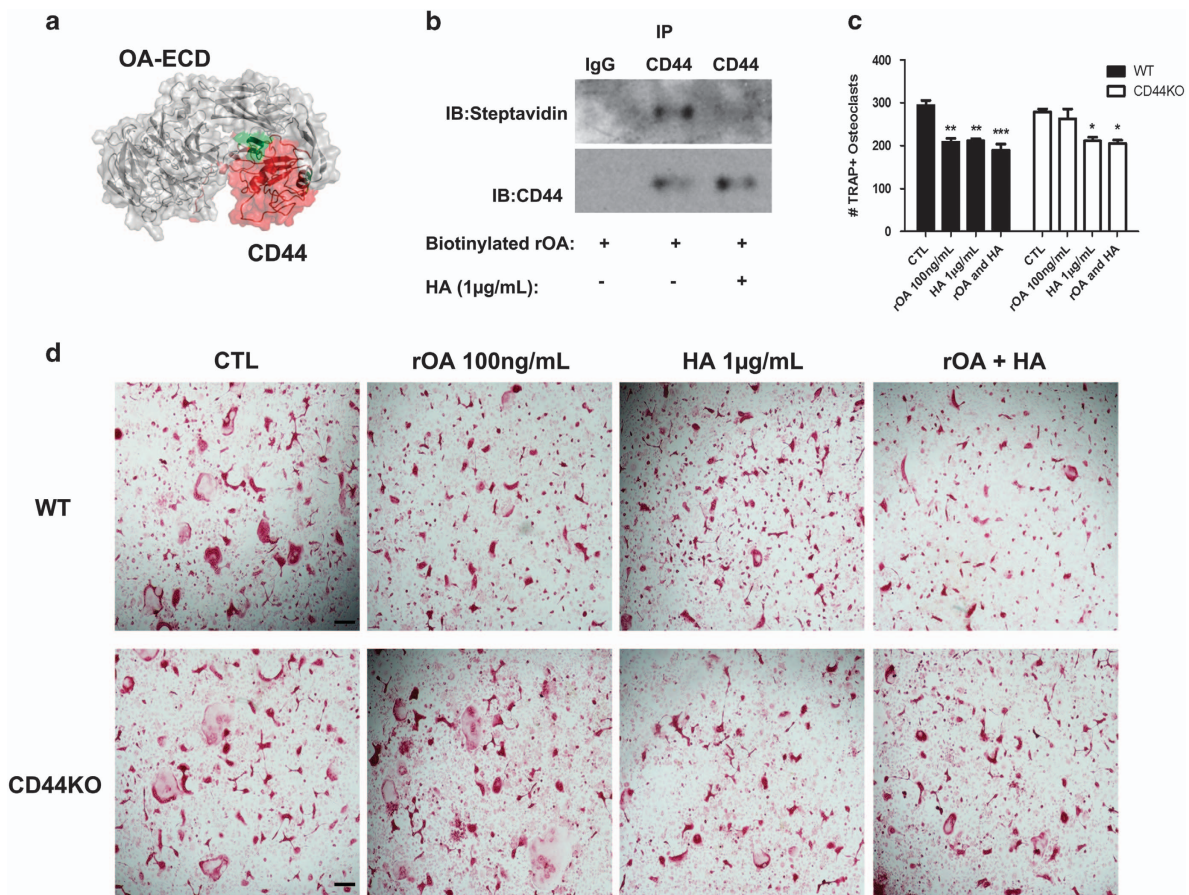 a
OA-ECD
CD44
b
IP
IgG CD44 CD44
IB:Steptavidin
IB:CD44
Biotinylated rOA: + + +
HA (1µg/mL): - - +
c
# TRAP+ Osteoclasts
400
300
200
100
0
** ** *** * *
WT
CD44KO
CTL
rOA 100ng/mL
HA 1µg/mL
rOA and HA
CTL
rOA 100ng/mL
HA 1µg/mL
rOA and HA
d
CTL rOA 100ng/mL HA 1µg/mL rOA + HA
WT
CD44KO